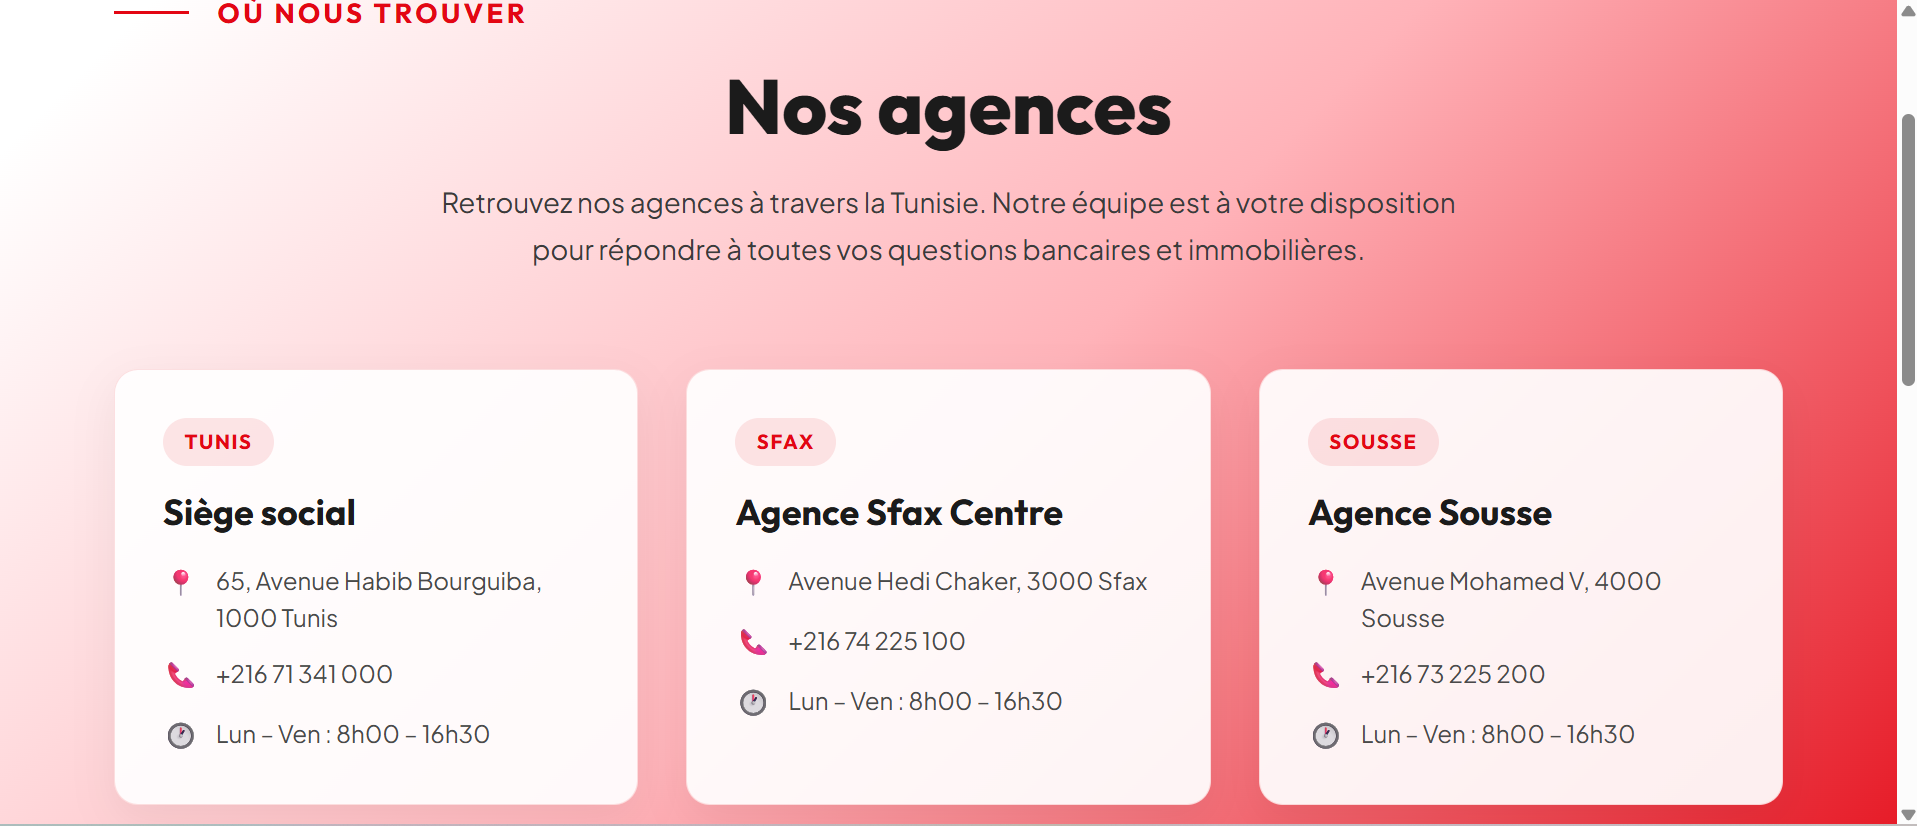 OÙ NOUS TROUVER
Nos agences
Retrouvez nos agences à travers la Tunisie. Notre équipe est à votre disposition
pour répondre à toutes vos questions bancaires et immobilières.
TUNIS
Siège social
65, Avenue Habib Bourguiba,
1000 Tunis
+216 71 341 000
Lun – Ven : 8h00 – 16h30
SFAX
Agence Sfax Centre
Avenue Hedi Chaker, 3000 Sfax
+216 74 225 100
Lun – Ven : 8h00 – 16h30
SOUSSE
Agence Sousse
Avenue Mohamed V, 4000
Sousse
+216 73 225 200
Lun – Ven : 8h00 – 16h30